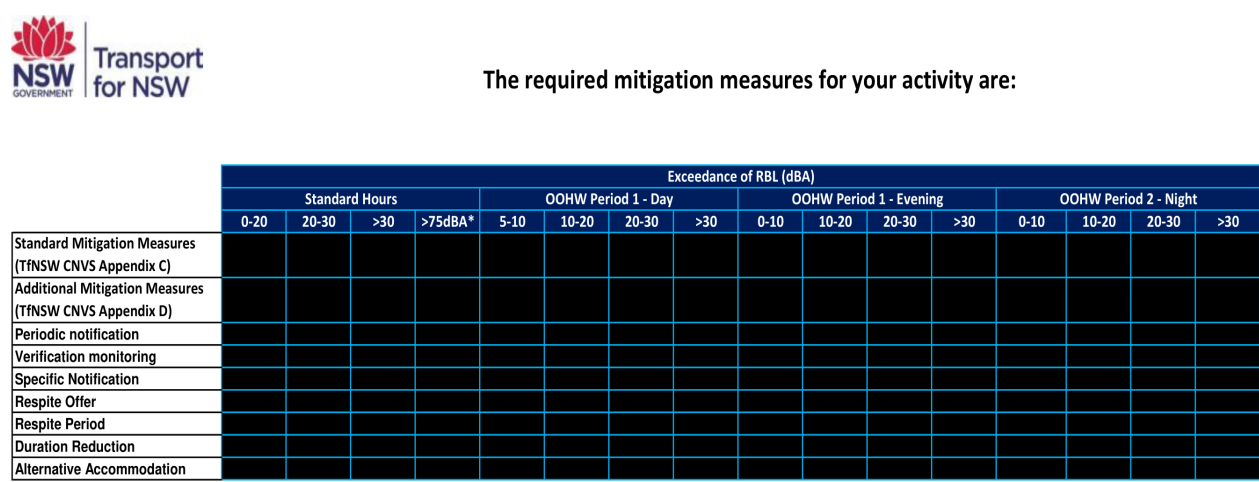 NSW
GOVERNMENT
Transport
for NSW
The required mitigation measures for your activity are:
Exceedance of RBL (dBA)
Standard Hours OOHW Period 1 - Day OOHW Period 1 - Evening OOHW Period 2 - Night
0-20 20-30 >30 >75dBA* 5-10 10-20 20-30 >30 0-10 10-20 20-30 >30 0-10 10-20 20-30 >30
Standard Mitigation Measures
(TfNSW CNVS Appendix C)
Additional Mitigation Measures
(TfNSW CNVS Appendix D)
Periodic notification
Verification monitoring
Specific Notification
Respite Offer
Respite Period
Duration Reduction
Alternative Accommodation